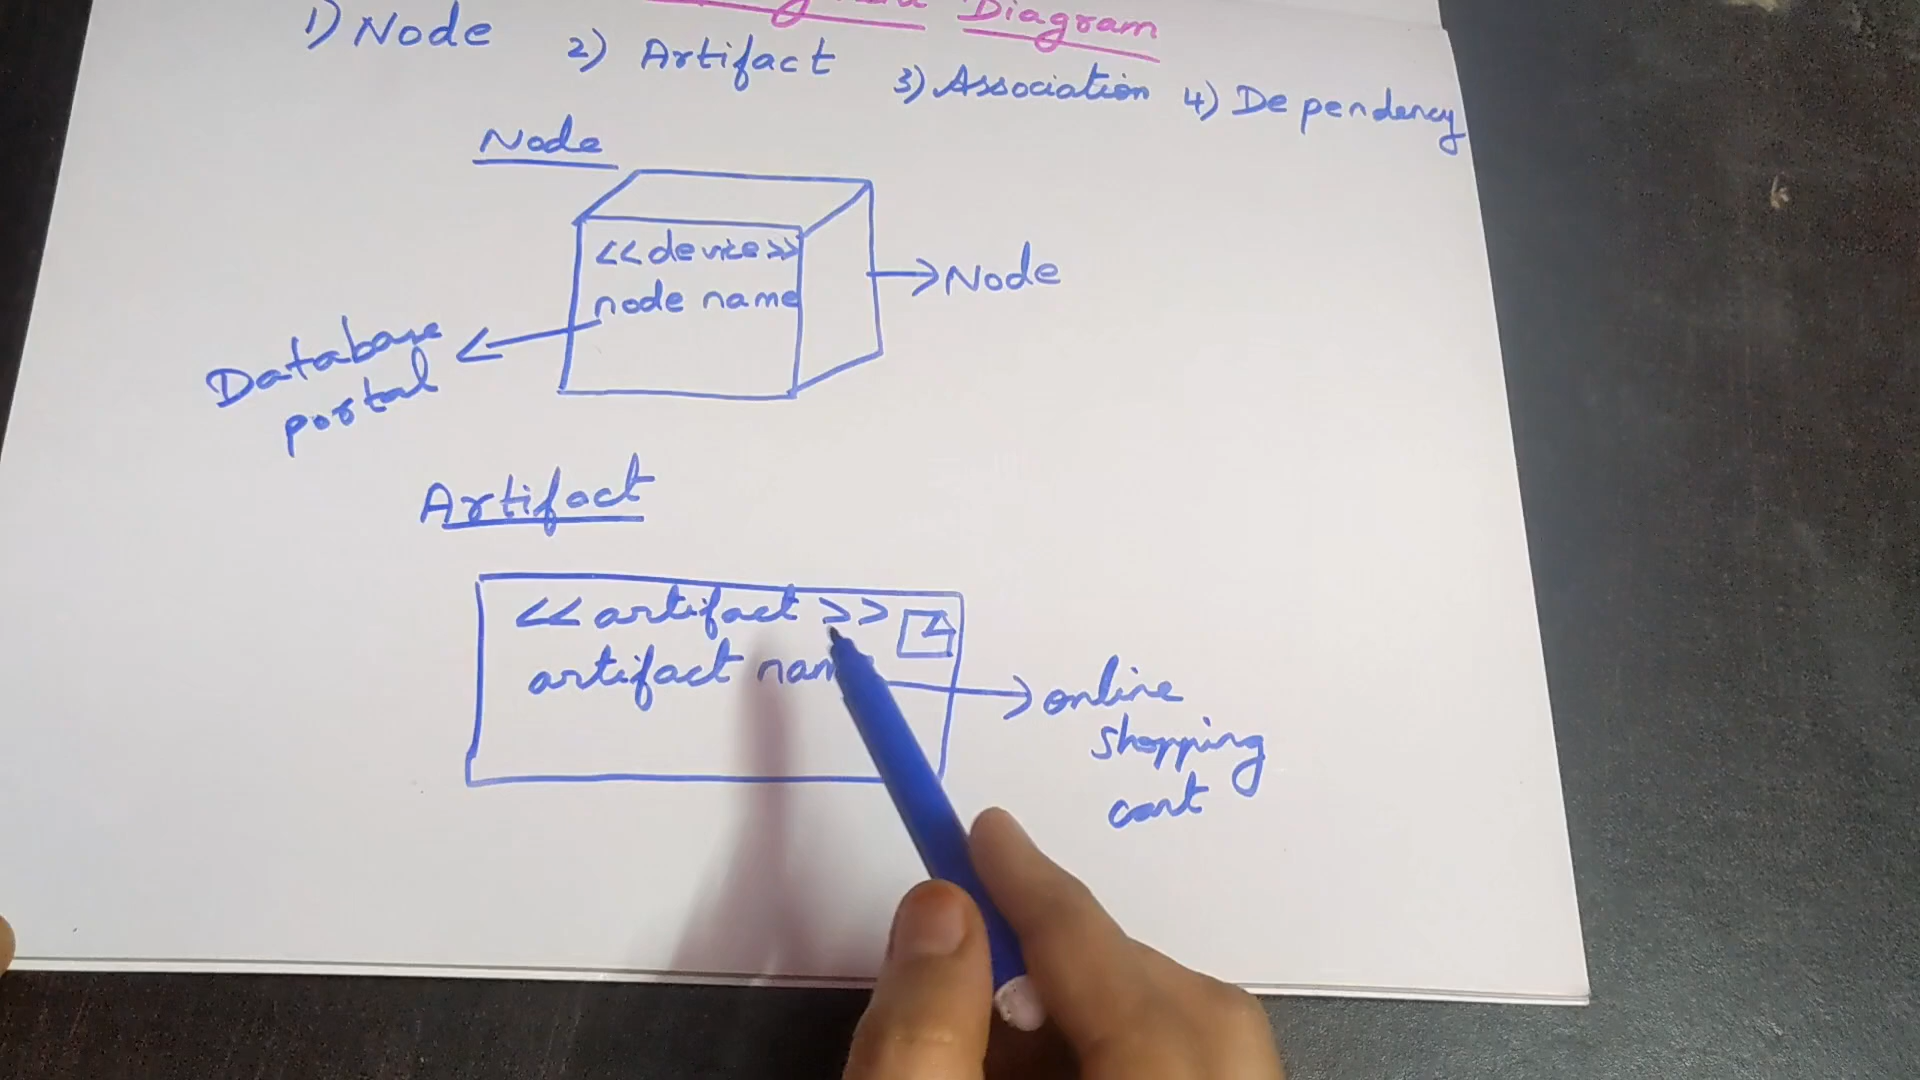 Diagram
1) Node
2) Artifact
3) Association
4) Dependency
Node
<<device>>
node name
Node
Database
portal
Artifact
<<artifact>>
artifact name
online
shopping
cart